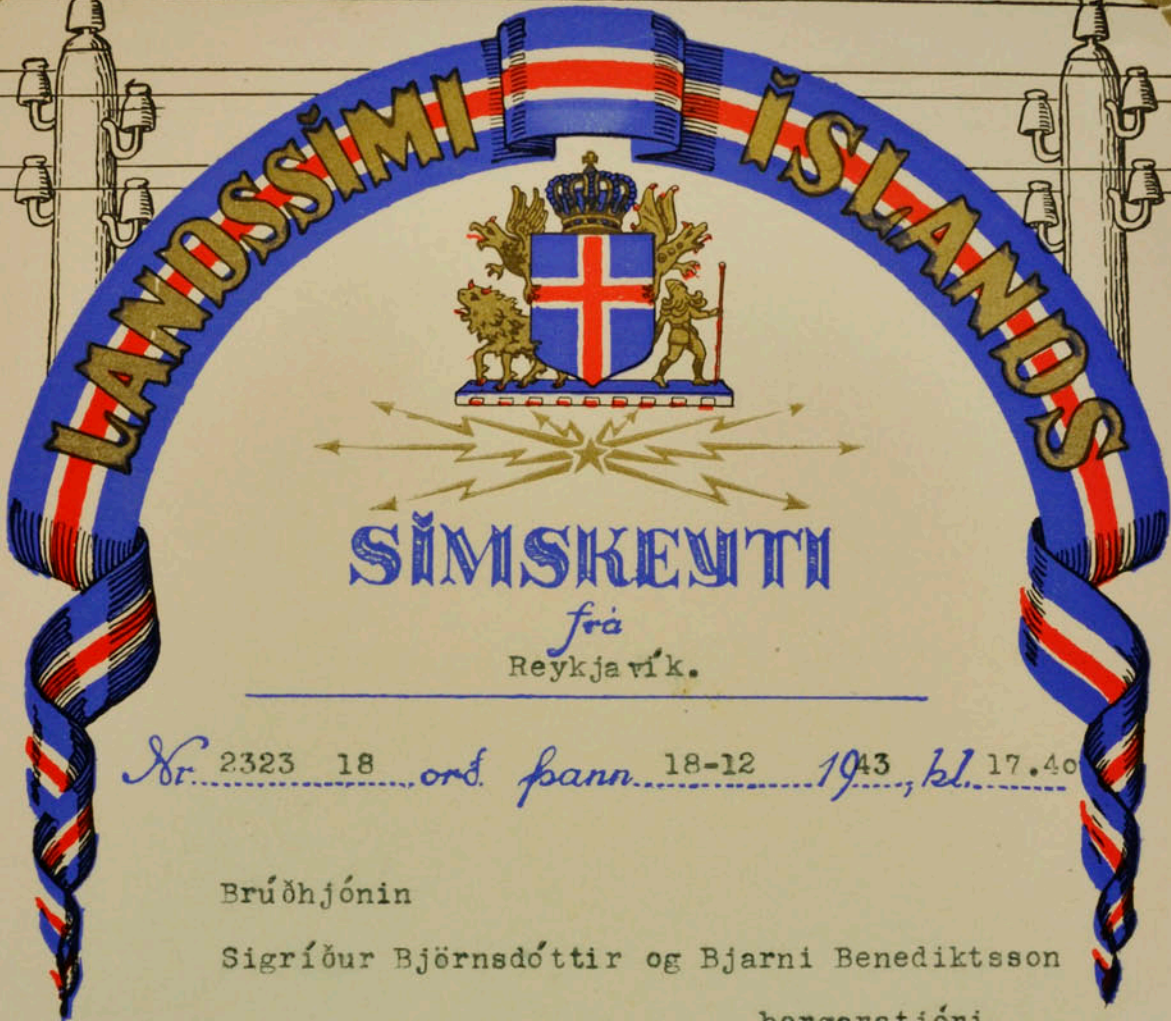 LANDSSÍMI ÍSLANDS
SÍMSKEYTI
frá
Reykjavík.
Nr. 2323 18 orð. þann 18-12 1943, kl. 17.40
Brúðhjónin
Sigríður Björnsdóttir og Bjarni Benediktsson
borgarstjóri